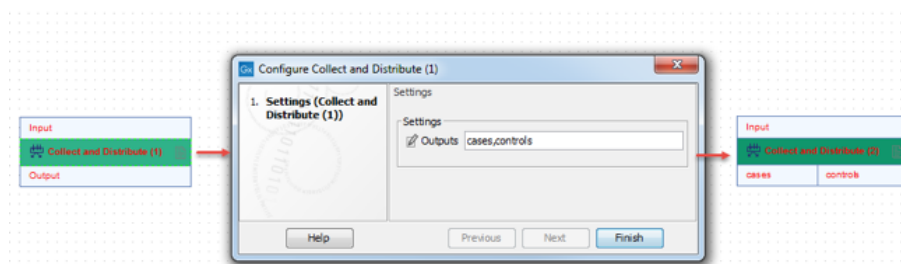 Gx Configure Collect and Distribute (1)
1. Settings (Collect and
Distribute (1))
Settings
Settings
Outputs cases,controls
Help
Previous
Next
Finish
Input
Collect and Distribute (1)
Output
Input
Collect and Distribute (2)
cases
controls